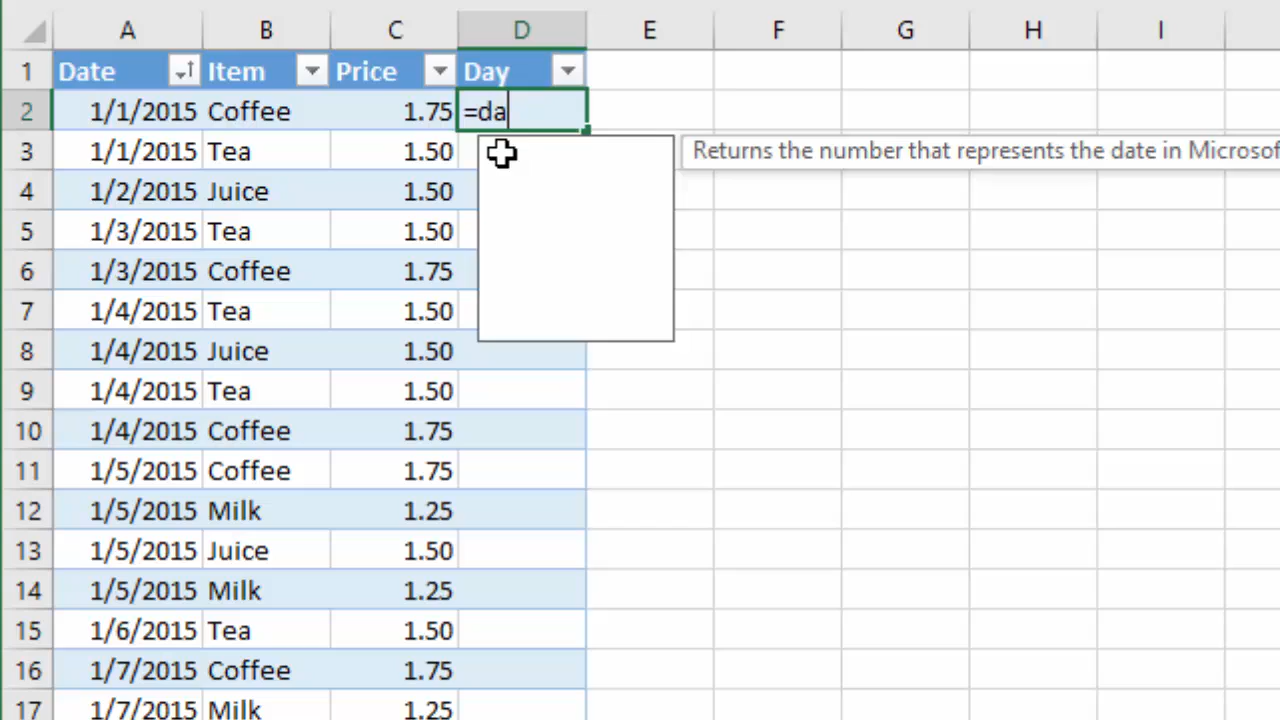 A B C D E F G H I
1 Date Item Price Day
2 1/1/2015 Coffee 1.75 =da
3 1/1/2015 Tea 1.50 Returns the number that represents the date in Microsof
4 1/2/2015 Juice 1.50
5 1/3/2015 Tea 1.50
6 1/3/2015 Coffee 1.75
7 1/4/2015 Tea 1.50
8 1/4/2015 Juice 1.50
9 1/4/2015 Tea 1.50
10 1/4/2015 Coffee 1.75
11 1/5/2015 Coffee 1.75
12 1/5/2015 Milk 1.25
13 1/5/2015 Juice 1.50
14 1/5/2015 Milk 1.25
15 1/6/2015 Tea 1.50
16 1/7/2015 Coffee 1.75
17 1/7/2015 Milk 1.25